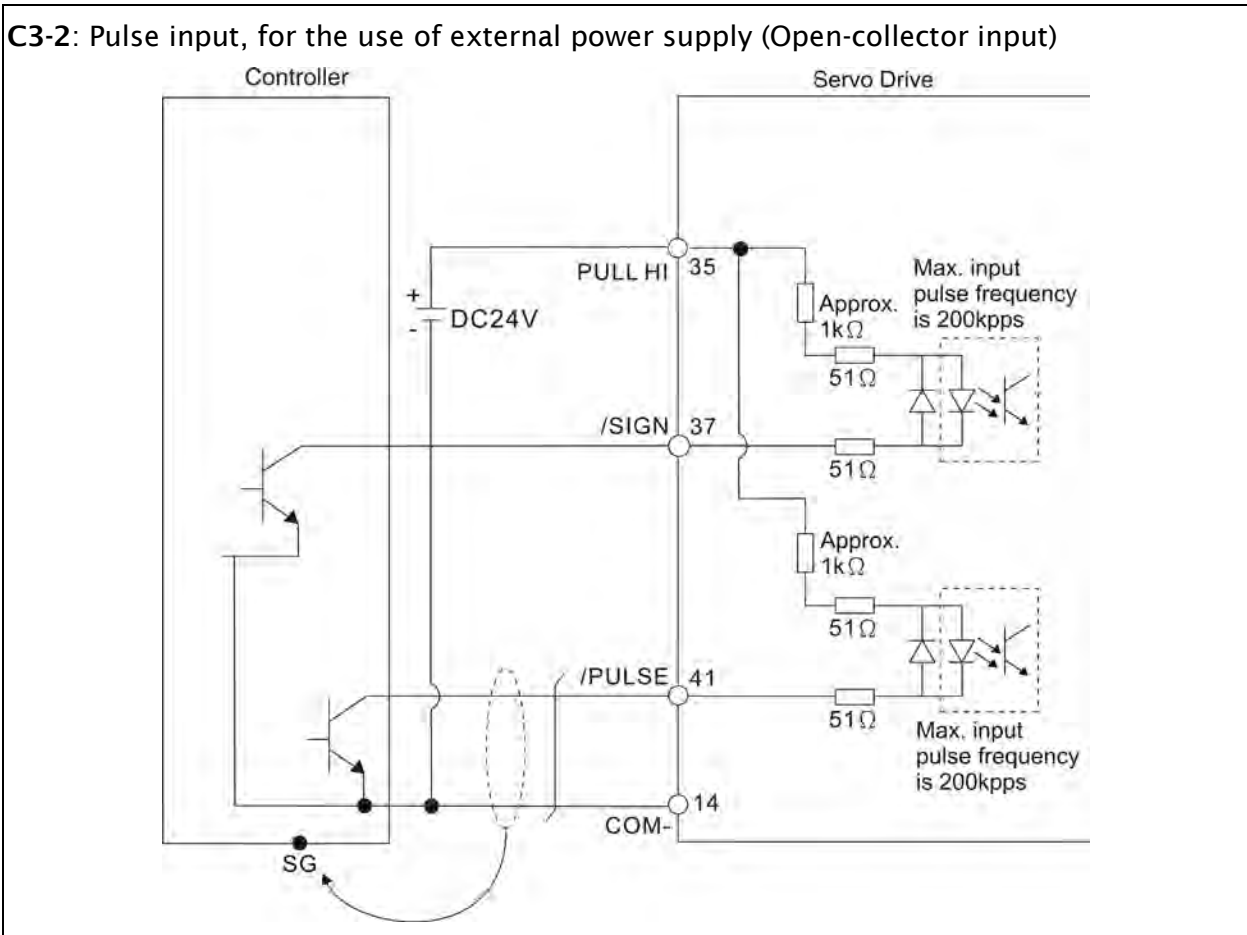 C3-2: Pulse input, for the use of external power supply (Open-collector input)
Controller
Servo Drive
PULL HI
35
Max. input
pulse frequency
is 200kpps
Approx.
1kΩ
+
-
DC24V
51Ω
/SIGN
37
51Ω
Approx.
1kΩ
51Ω
/PULSE
41
51Ω
Max. input
pulse frequency
is 200kpps
14
COM-
SG